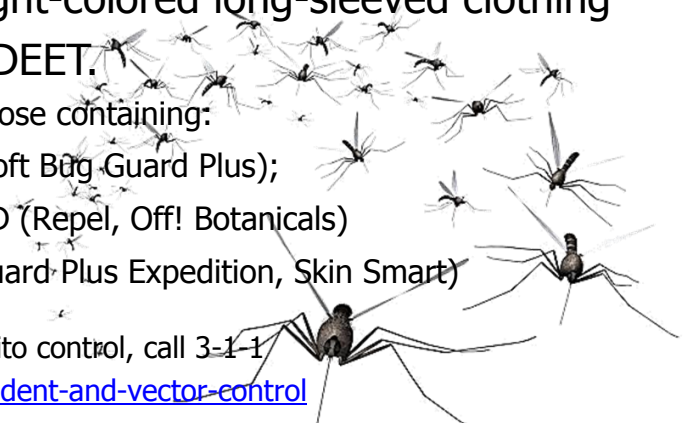 ght-colored long-sleeved clothing
DEET.
ose containing:
oft Bug Guard Plus);
D (Repel, Off! Botanicals)
uard Plus Expedition, Skin Smart)
ito control, call 3-1-1
dent-and-vector-control